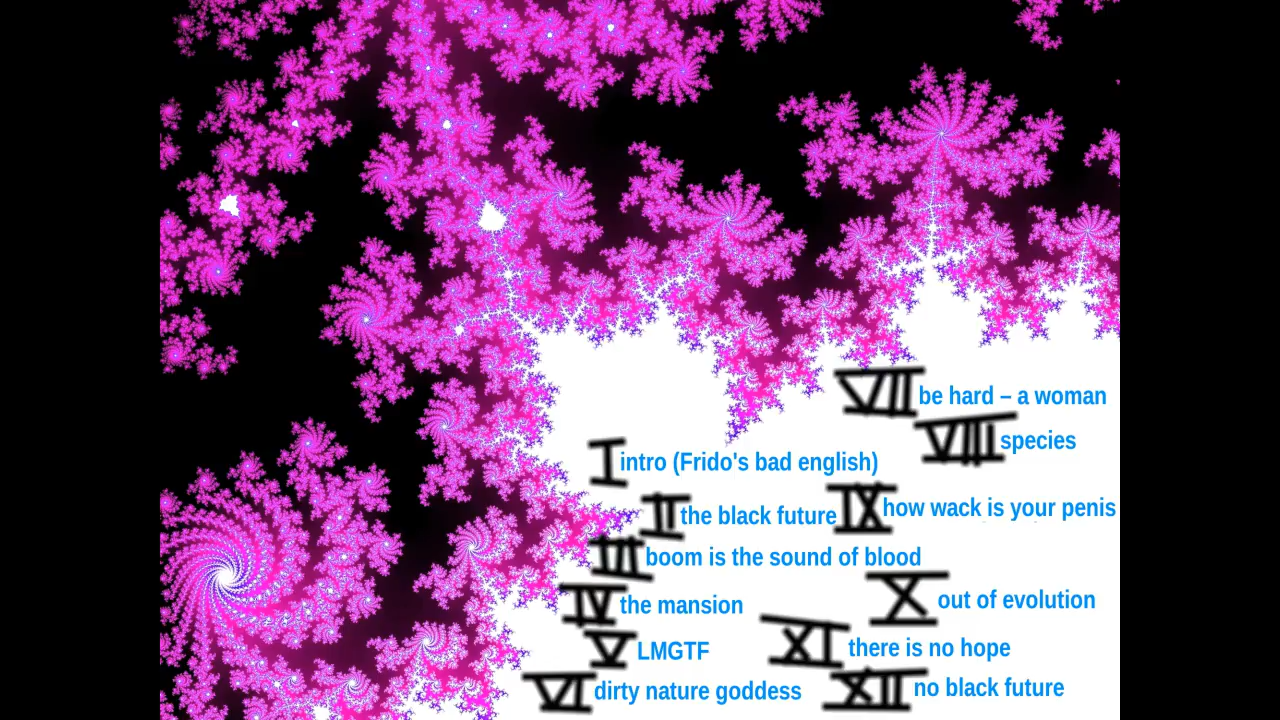 I intro (Frido's bad english)
II the black future
III boom is the sound of blood
IV the mansion
V LMGTF
VI dirty nature goddess
VII be hard – a woman
VIII species
IX how wack is your penis
X out of evolution
XI there is no hope
XII no black future